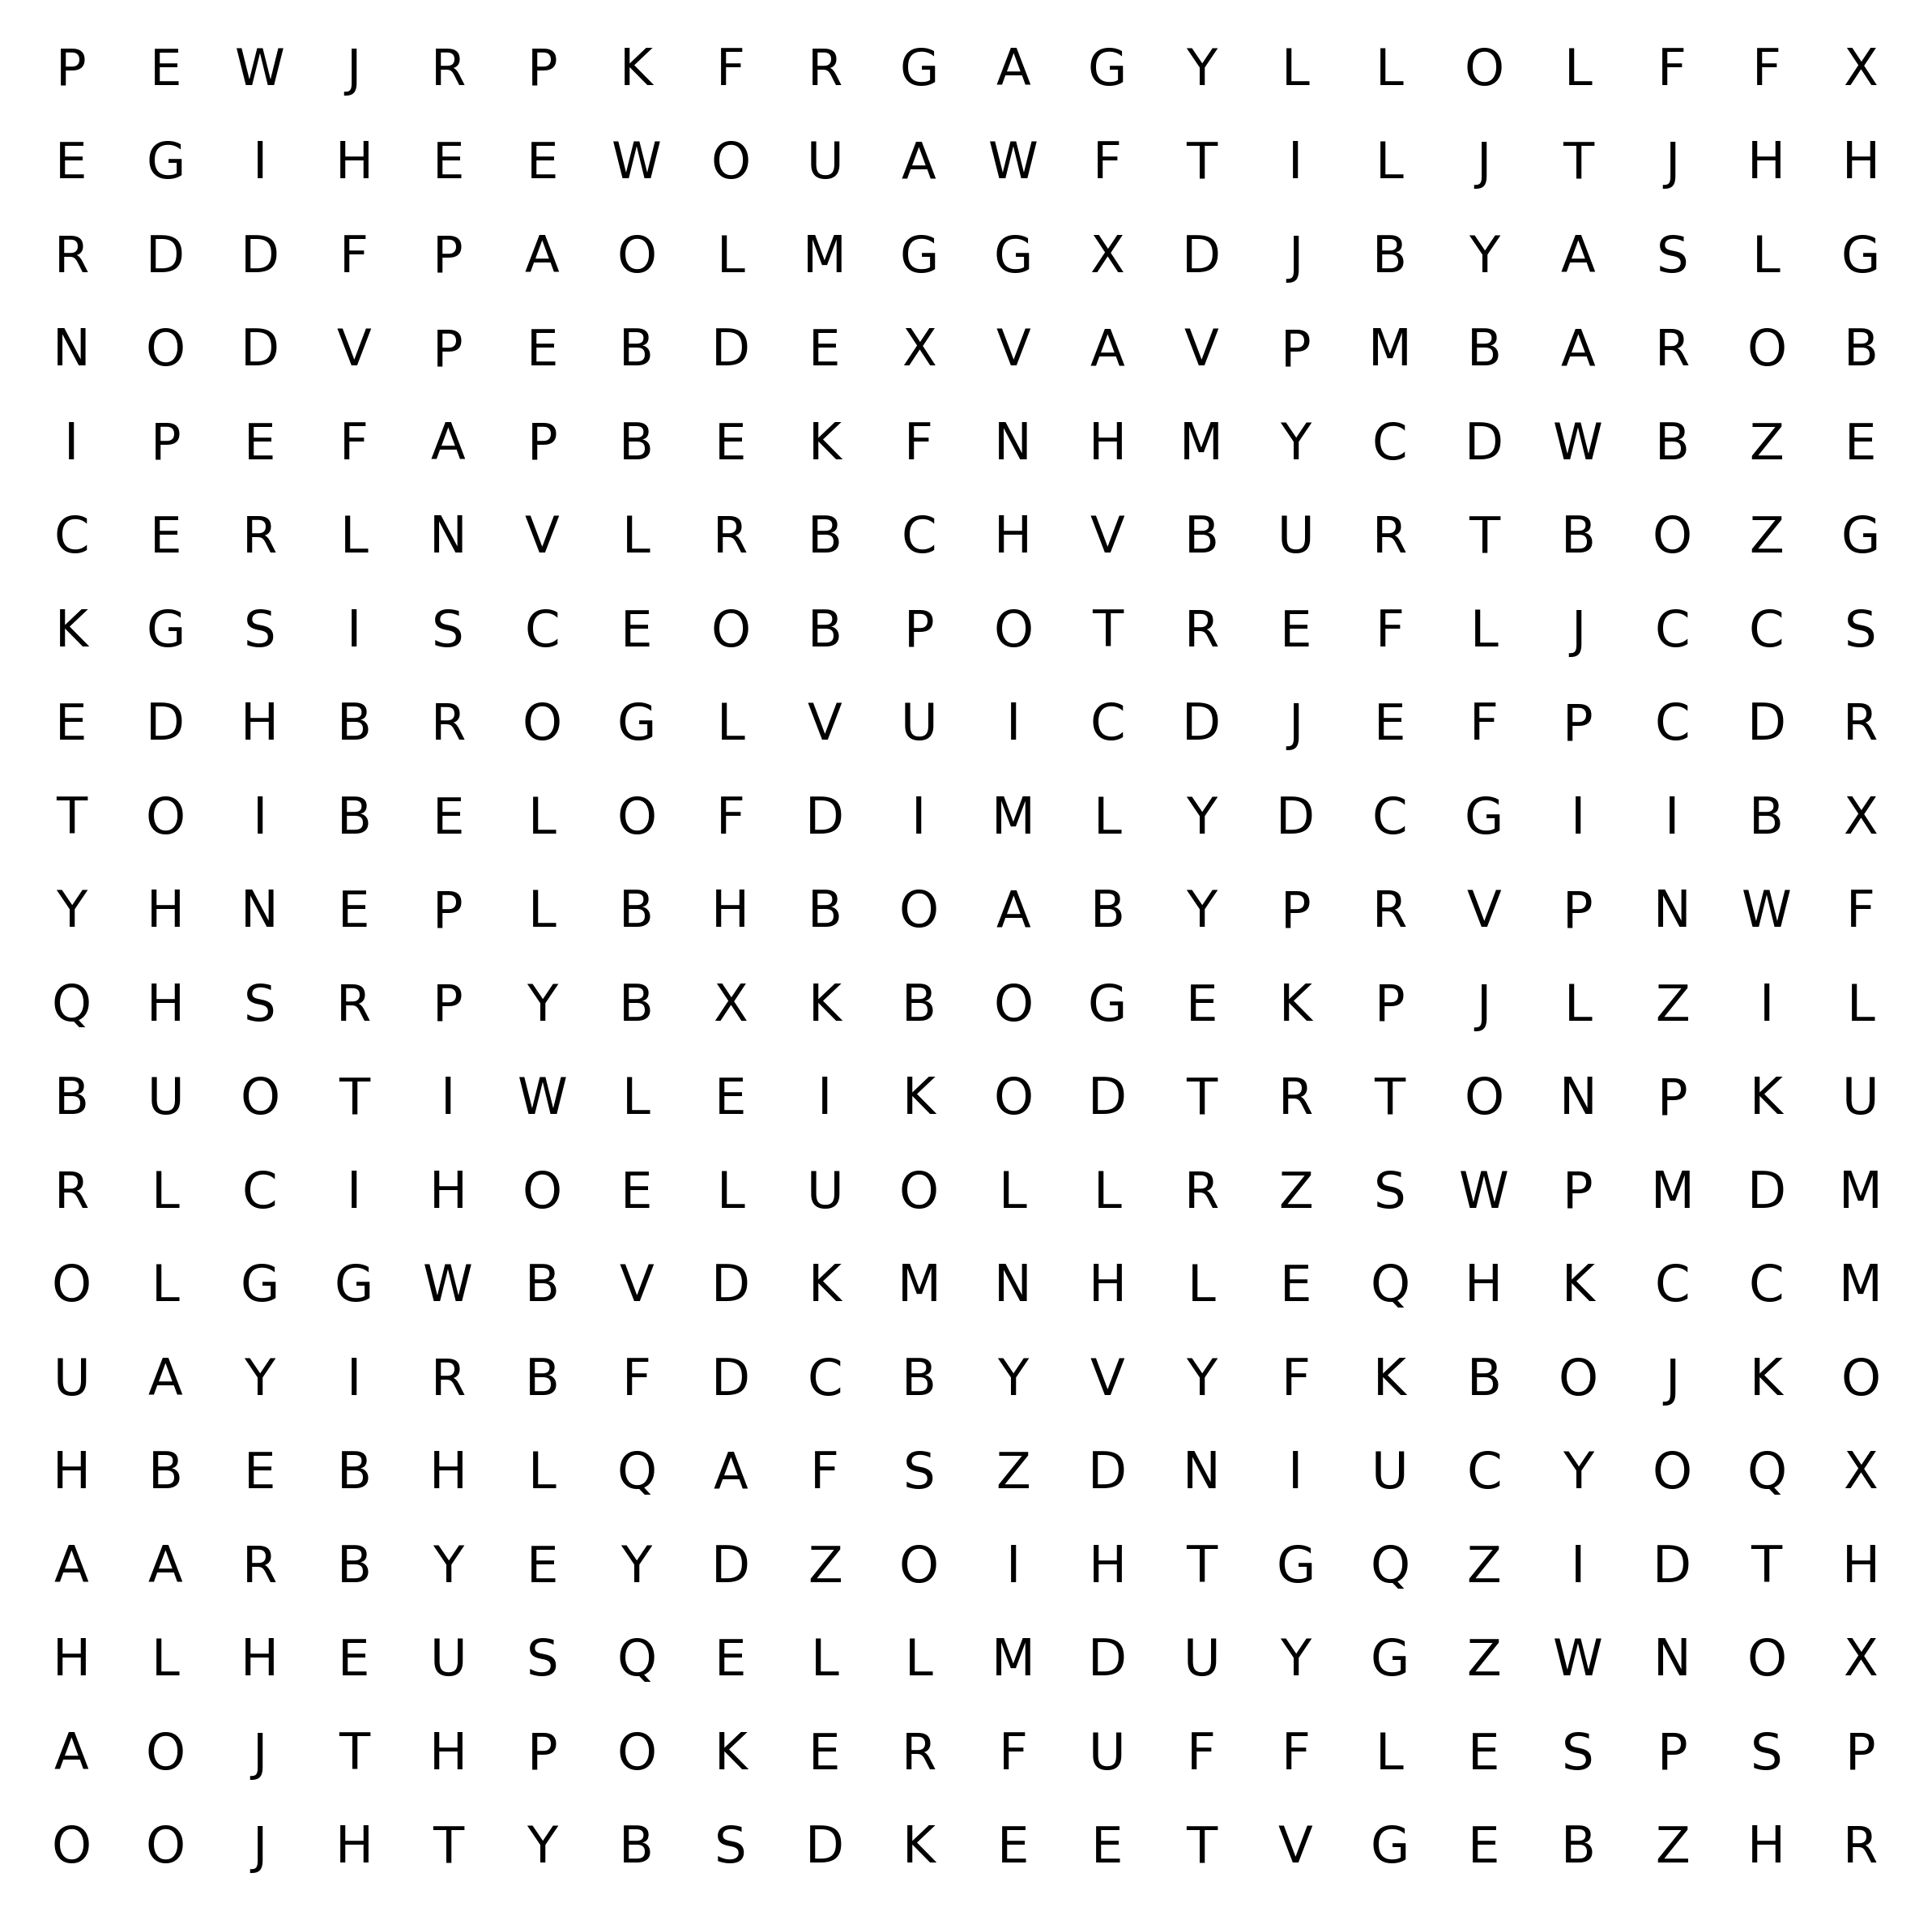 P E W J R P K F R G A G Y L L O L F F X
E G I H E E W O U A W F T I L J T J H H
R D D F P A O L M G G X D J B Y A S L G
N O D V P E B D E X V A V P M B A R O B
I P E F A P B E K F N H M Y C D W B Z E
C E R L N V L R B C H V B U R T B O Z G
K G S I S C E O B P O T R E F L J C C S
E D H B R O G L V U I C D J E F P C D R
T O I B E L O F D I M L Y D C G I I B X
Y H N E P L B H B O A B Y P R V P N W F
Q H S R P Y B X K B O G E K P J L Z I L
B U O T I W L E I K O D T R T O N P K U
R L C I H O E L U O L L R Z S W P M D M
O L G G W B V D K M N H L E Q H K C C M
U A Y I R B F D C B Y V Y F K B O J K O
H B E B H L Q A F S Z D N I U C Y O Q X
A A R B Y E Y D Z O I H T G Q Z I D T H
H L H E U S Q E L L M D U Y G Z W N O X
A O J T H P O K E R F U F F L E S P S P
O O J H T Y B S D K E E T V G E B Z H R